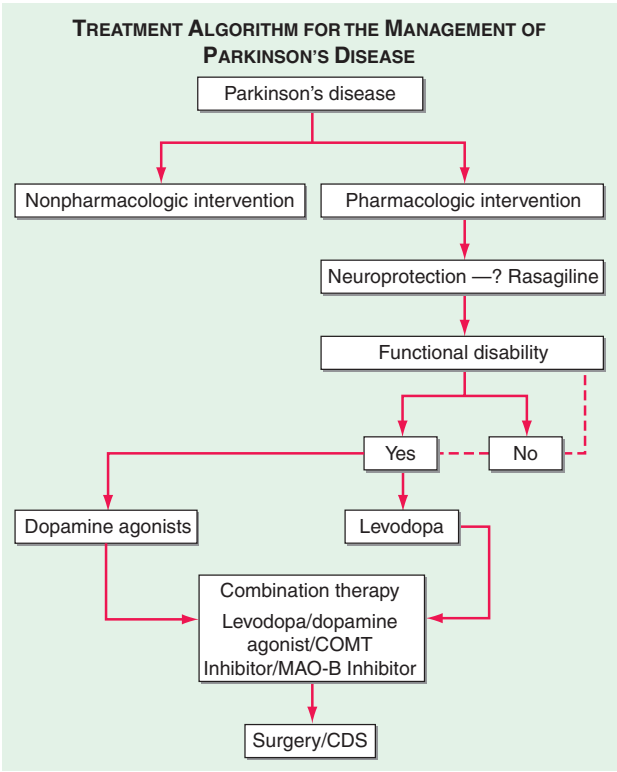 TREATMENT ALGORITHM FOR THE MANAGEMENT OF
PARKINSON'S DISEASE
Parkinson's disease
Nonpharmacologic intervention
Pharmacologic intervention
Neuroprotection —? Rasagiline
Functional disability
Yes
No
Dopamine agonists
Levodopa
Combination therapy
Levodopa/dopamine
agonist/COMT
Inhibitor/MAO-B Inhibitor
Surgery/CDS